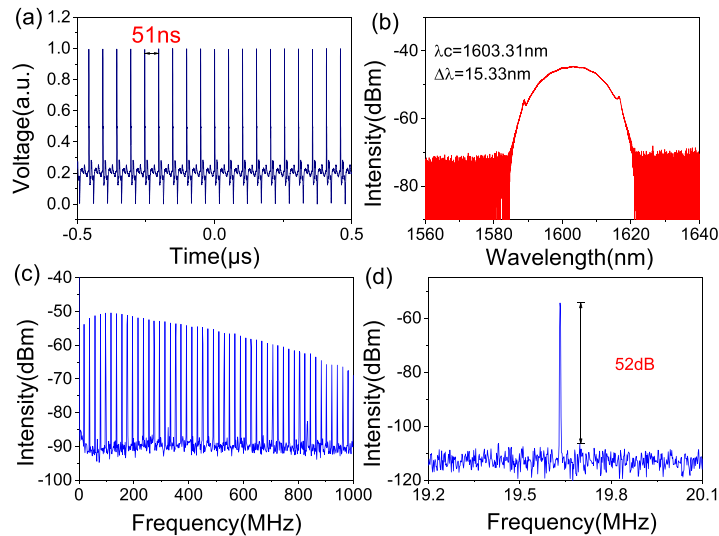 (a)
51ns
Voltage(a.u.)
1.2
1.0
0.8
0.6
0.4
0.2
0.0
-0.5
0.0
0.5
Time(μs)
(b)
λc=1603.31nm
Δλ=15.33nm
Intensity(dBm)
-40
-60
-80
1560
1580
1600
1620
1640
Wavelength(nm)
(c)
Intensity(dBm)
-40
-50
-60
-70
-80
-90
-100
0
200
400
600
800
1000
Frequency(MHz)
(d)
52dB
Intensity(dBm)
-60
-80
-100
-120
19.2
19.5
19.8
20.1
Frequency(MHz)